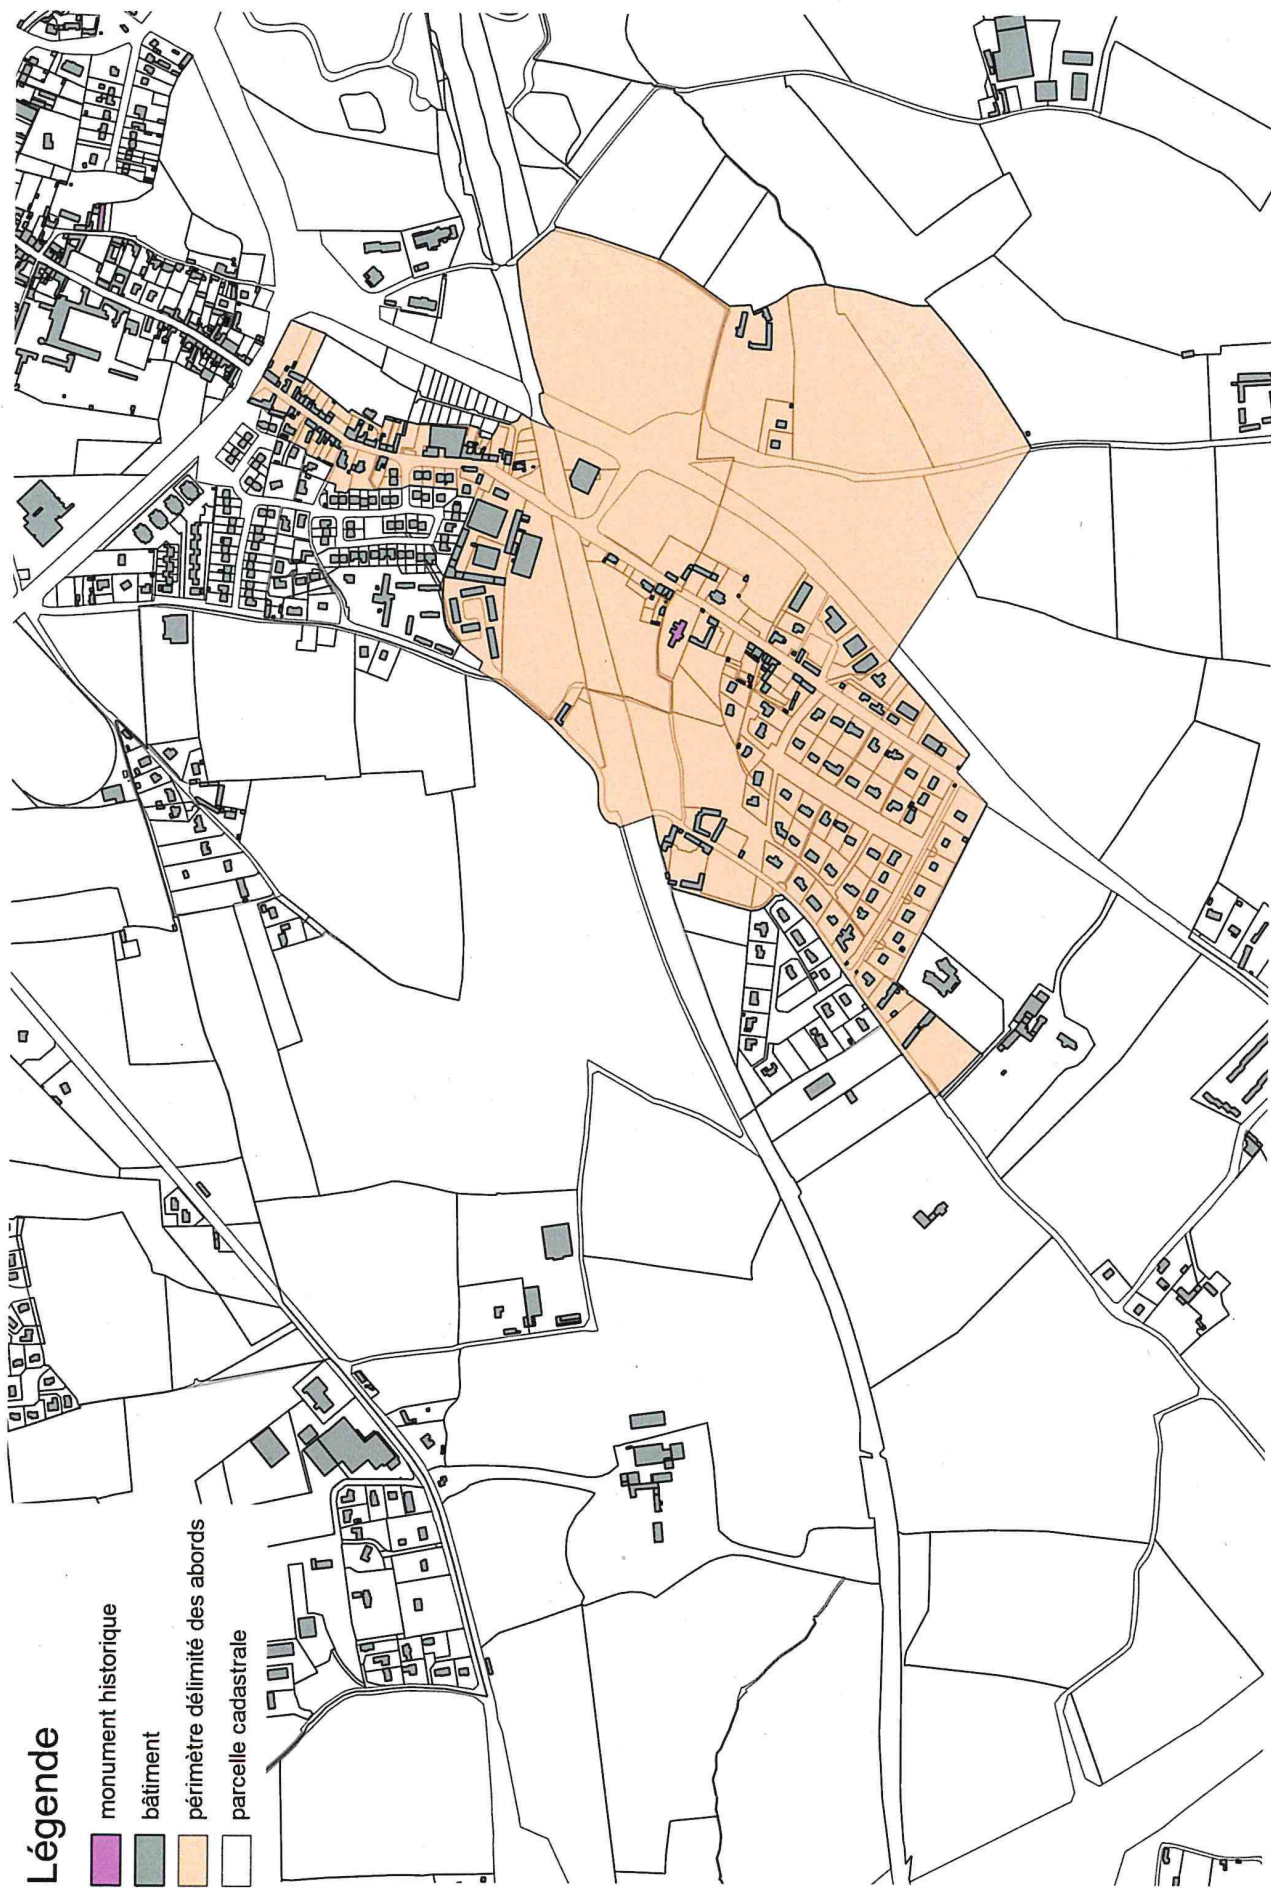 Légende
monument historique
bâtiment
périmètre délimité des abords
parcelle cadastrale